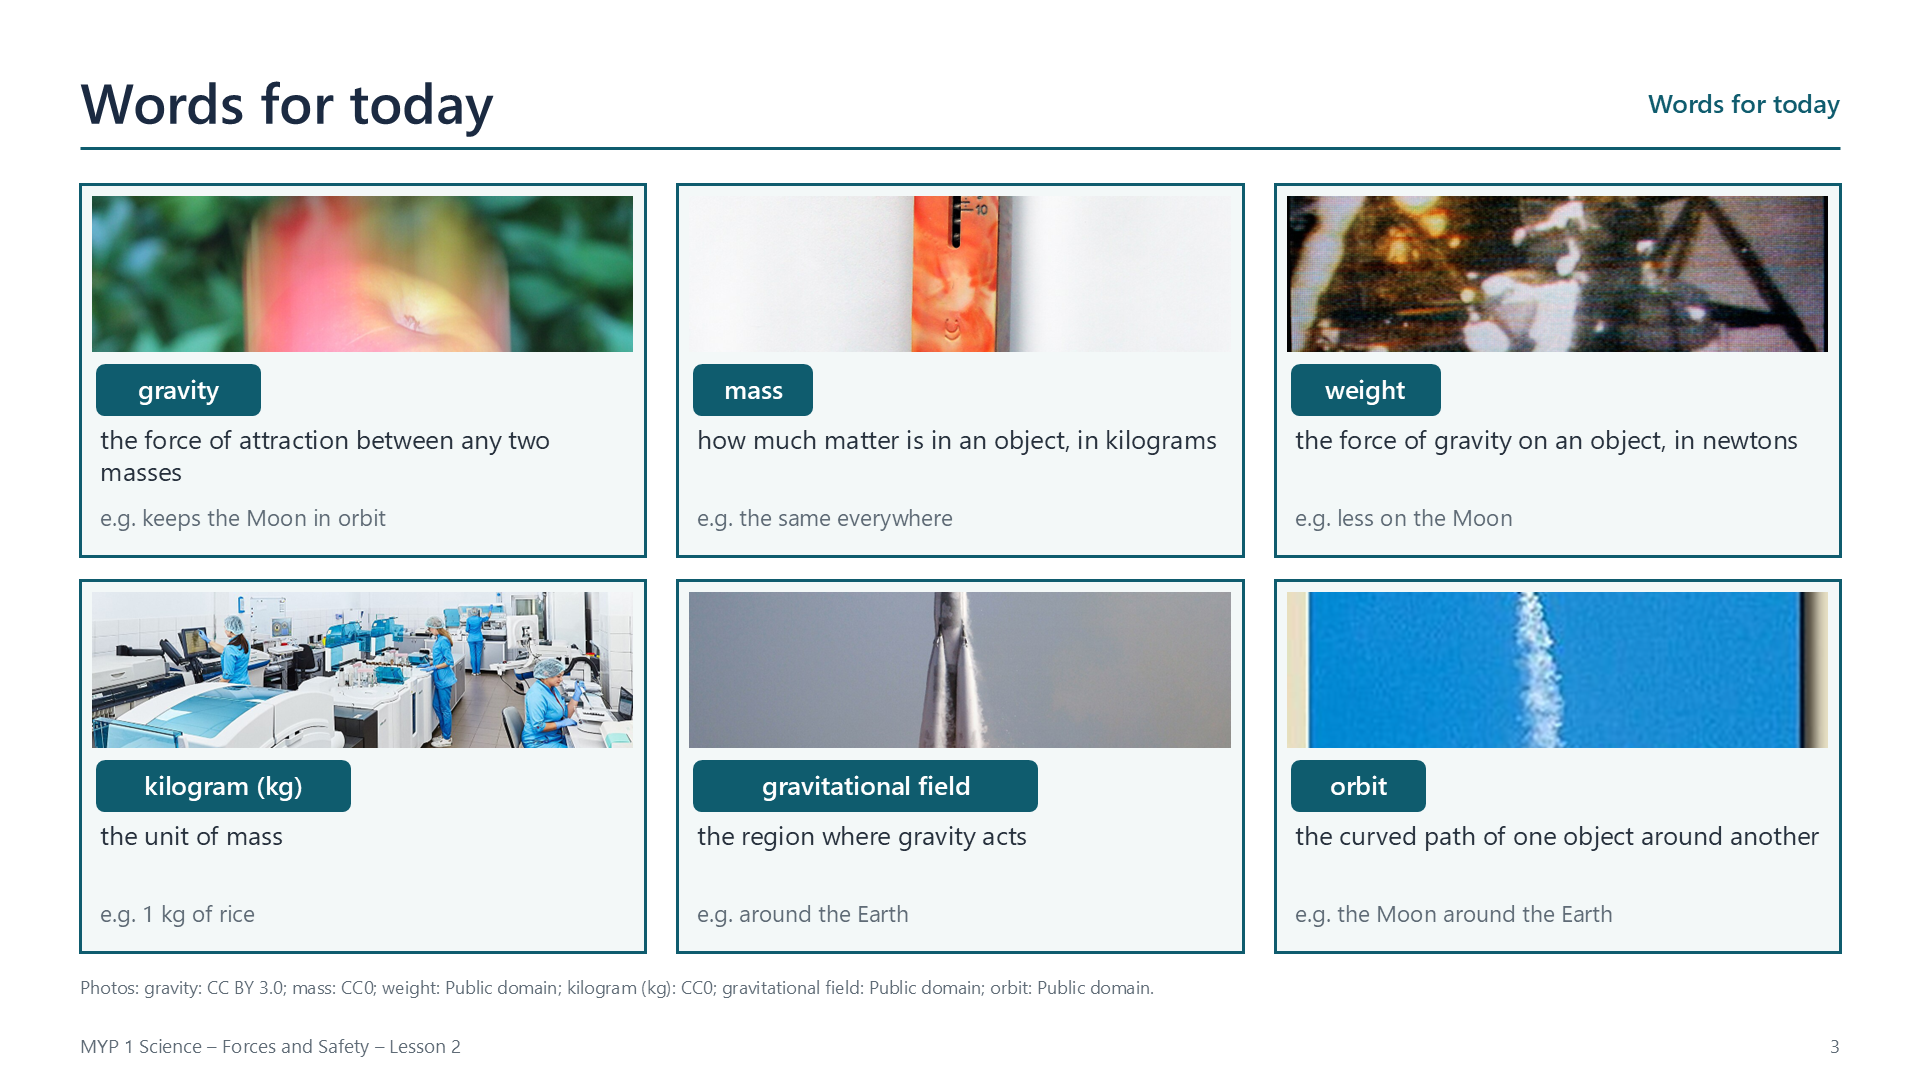 Words for today
Words for today
10
gravity
the force of attraction between any two
masses
e.g. keeps the Moon in orbit
mass
how much matter is in an object, in kilograms
e.g. the same everywhere
weight
the force of gravity on an object, in newtons
e.g. less on the Moon
kilogram (kg)
the unit of mass
e.g. 1 kg of rice
gravitational field
the region where gravity acts
e.g. around the Earth
orbit
the curved path of one object around another
e.g. the Moon around the Earth
Photos: gravity: CC BY 3.0; mass: CC0; weight: Public domain; kilogram (kg): CC0; gravitational field: Public domain; orbit: Public domain.
MYP 1 Science – Forces and Safety – Lesson 2
3